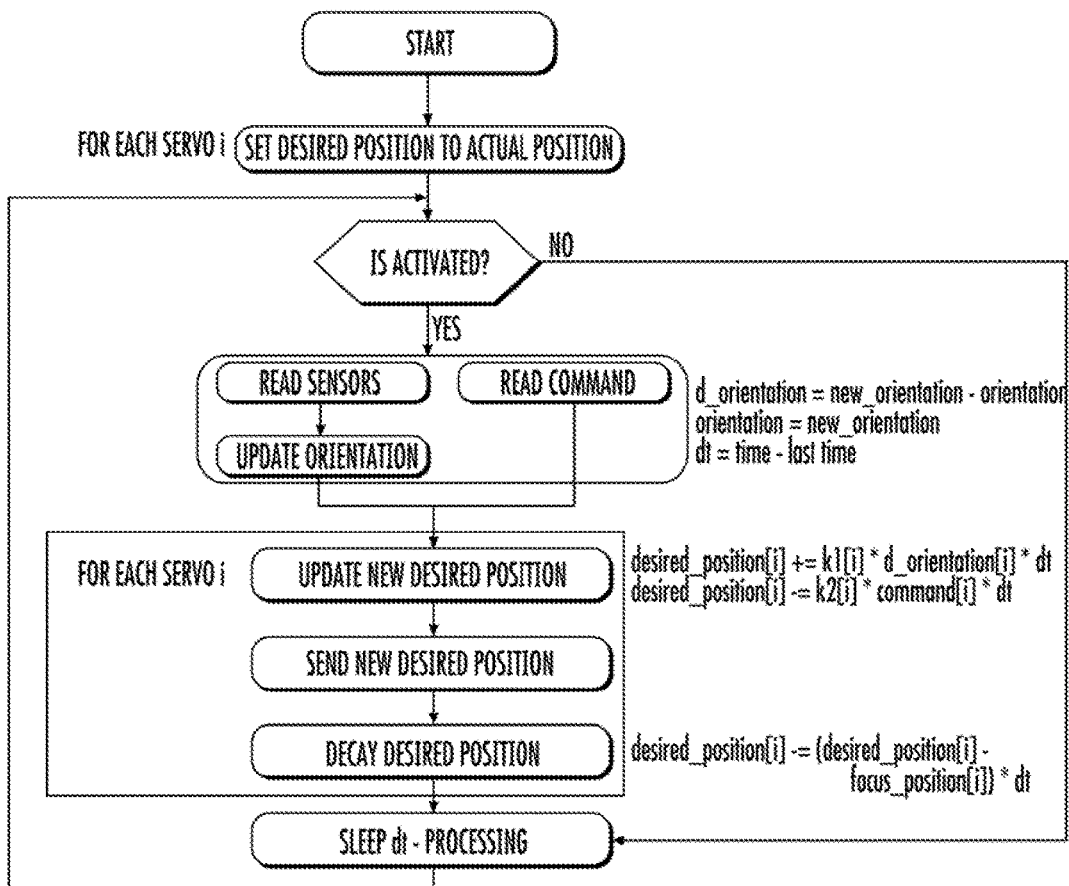 START
FOR EACH SERVO i
SET DESIRED POSITION TO ACTUAL POSITION
IS ACTIVATED?
NO
YES
READ SENSORS
READ COMMAND
UPDATE ORIENTATION
d_orientation = new_orientation - orientation
orientation = new_orientation
dt = time - last time
FOR EACH SERVO i
UPDATE NEW DESIRED POSITION
desired_position[i] += k1[i] * d_orientation[i] * dt
desired_position[i] -= k2[i] * command[i] * dt
SEND NEW DESIRED POSITION
DECAY DESIRED POSITION
desired_position[i] -= (desired_position[i] -
focus_position[i]) * dt
SLEEP dt - PROCESSING